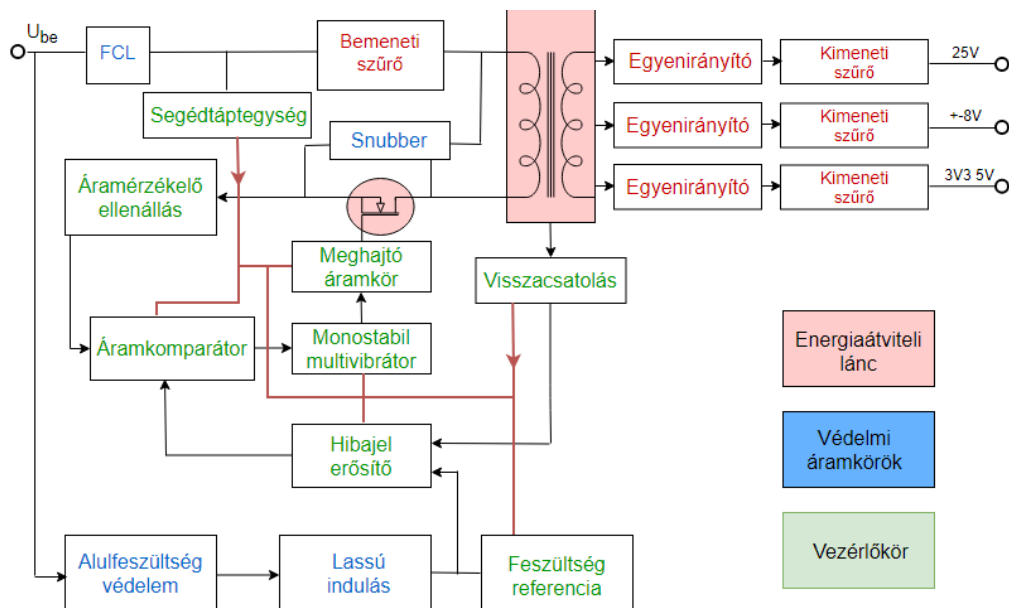 U_be
FCL
Bemeneti
szűrő
Egyenirányító
Kimeneti
szűrő
25V
Segédtáptegység
Snubber
Egyenirányító
Kimeneti
szűrő
+-8V
Áramérzékelő
ellenállás
Egyenirányító
Kimeneti
szűrő
3V3 5V
Meghajtó
áramkör
Visszacsatolás
Áramkomparátor
Monostabil
multivibrátor
Energiaátviteli
lánc
Hibajel
erősítő
Védelmi
áramkörök
Alulfeszültség
védelem
Lassú
indulás
Feszültség
referencia
Vezérlőkör